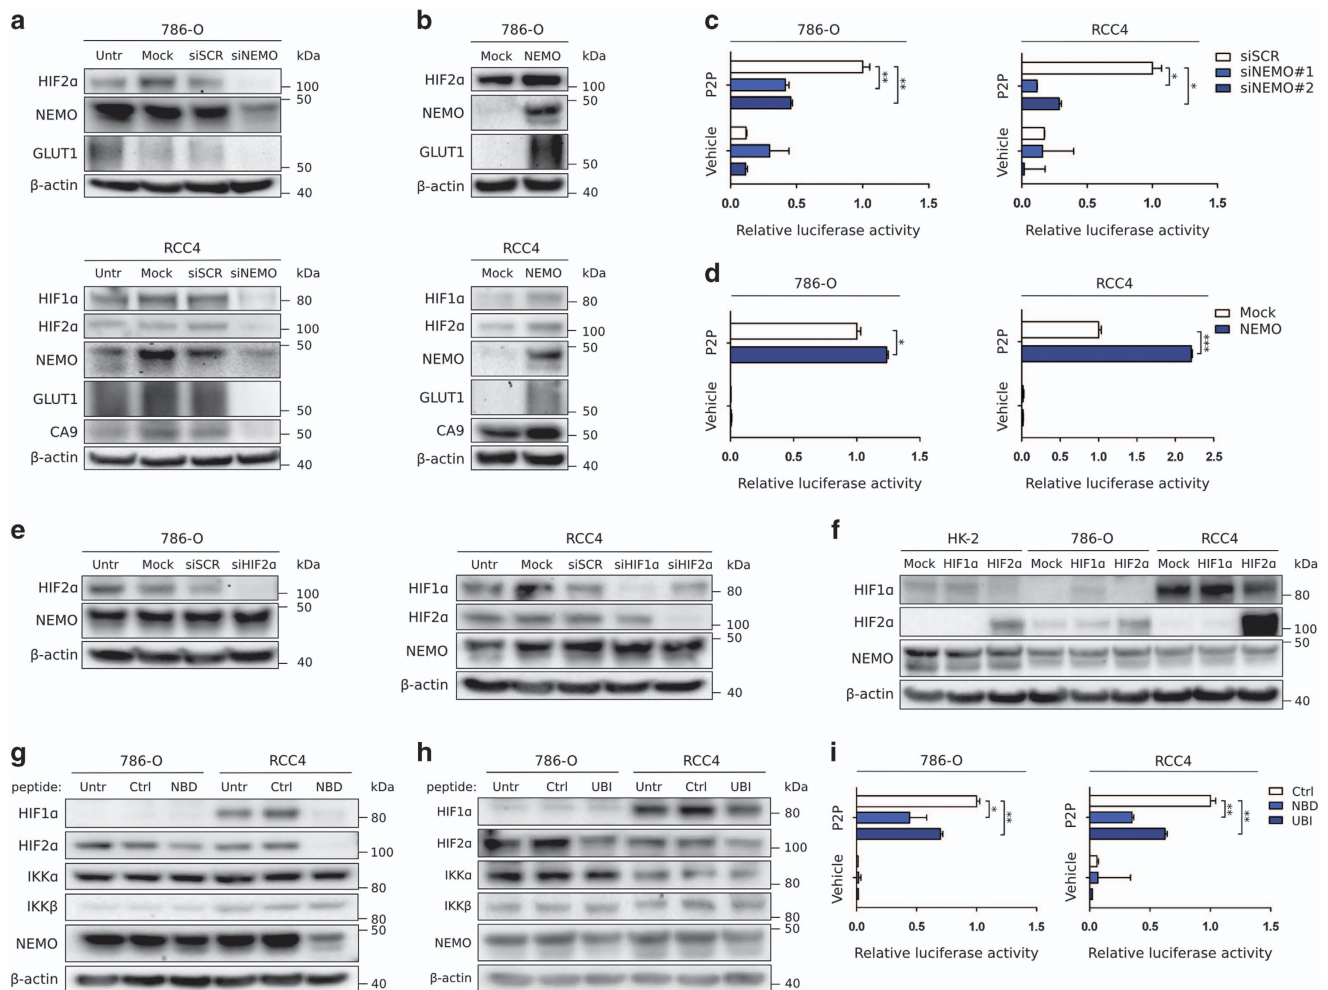 a
786-O
Untr Mock siSCR siNEMO kDa
HIF2α 100
50
NEMO
GLUT1 50
β-actin 40
RCC4
Untr Mock siSCR siNEMO kDa
HIF1α 80
HIF2α 100
50
NEMO
GLUT1 50
CA9 50
β-actin 40
b
786-O
Mock NEMO kDa
HIF2α 100
50
NEMO
GLUT1 50
β-actin 40
RCC4
Mock NEMO kDa
HIF1α 80
HIF2α 100
50
NEMO
GLUT1 50
CA9 50
β-actin 40
c
786-O
P2P
** **
Vehicle
0.0 0.5 1.0 1.5
Relative luciferase activity
RCC4
P2P
* *
Vehicle
0.0 0.5 1.0 1.5
Relative luciferase activity
siSCR
siNEMO#1
siNEMO#2
d
786-O
P2P
*
Vehicle
0.0 0.5 1.0 1.5
Relative luciferase activity
RCC4
P2P
***
Vehicle
0.0 0.5 1.0 1.5 2.0 2.5
Relative luciferase activity
Mock
NEMO
e
786-O
Untr Mock siSCR siHIF2α kDa
HIF2α 100
50
NEMO
β-actin 40
RCC4
Untr Mock siSCR siHIF1α siHIF2α kDa
HIF1α 80
HIF2α 100
50
NEMO
β-actin 40
f
HK-2 786-O RCC4
Mock HIF1α HIF2α Mock HIF1α HIF2α Mock HIF1α HIF2α kDa
HIF1α 80
HIF2α 100
50
NEMO
β-actin 40
g
786-O RCC4
peptide: Untr Ctrl NBD Untr Ctrl NBD kDa
HIF1α 80
HIF2α 100
IKKα 80
IKKβ 80
50
NEMO
β-actin 40
h
786-O RCC4
peptide: Untr Ctrl UBI Untr Ctrl UBI kDa
HIF1α 80
HIF2α 100
IKKα 80
IKKβ 80
50
NEMO
β-actin 40
i
786-O
P2P
* **
Vehicle
0.0 0.5 1.0 1.5
Relative luciferase activity
RCC4
P2P
** **
Vehicle
0.0 0.5 1.0 1.5
Relative luciferase activity
Ctrl
NBD
UBI